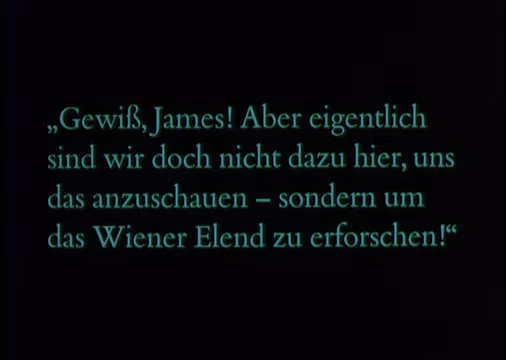 „Gewiß, James! Aber eigentlich
sind wir doch nicht dazu hier, uns
das anzuschauen – sondern um
das Wiener Elend zu erforschen!“